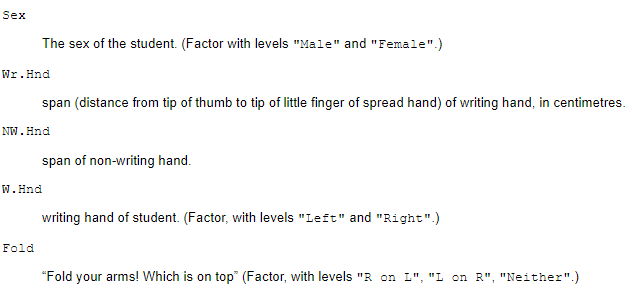 Sex
The sex of the student. (Factor with levels "Male" and "Female".)
Wr.Hnd
span (distance from tip of thumb to tip of little finger of spread hand) of writing hand, in centimetres.
NW.Hnd
span of non-writing hand.
W.Hnd
writing hand of student. (Factor, with levels "Left" and "Right".)
Fold
“Fold your arms! Which is on top” (Factor, with levels "R on L", "L on R", "Neither".)